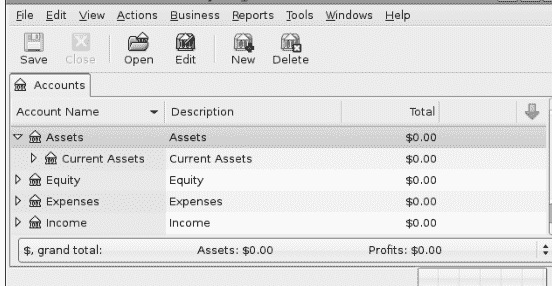 File Edit View Actions Business Reports Tools Windows Help
Save Close Open Edit New Delete
Accounts
Account Name Description Total
Assets Assets $0.00
Current Assets Current Assets $0.00
Equity Equity $0.00
Expenses Expenses $0.00
Income Income $0.00
$, grand total: Assets: $0.00 Profits: $0.00